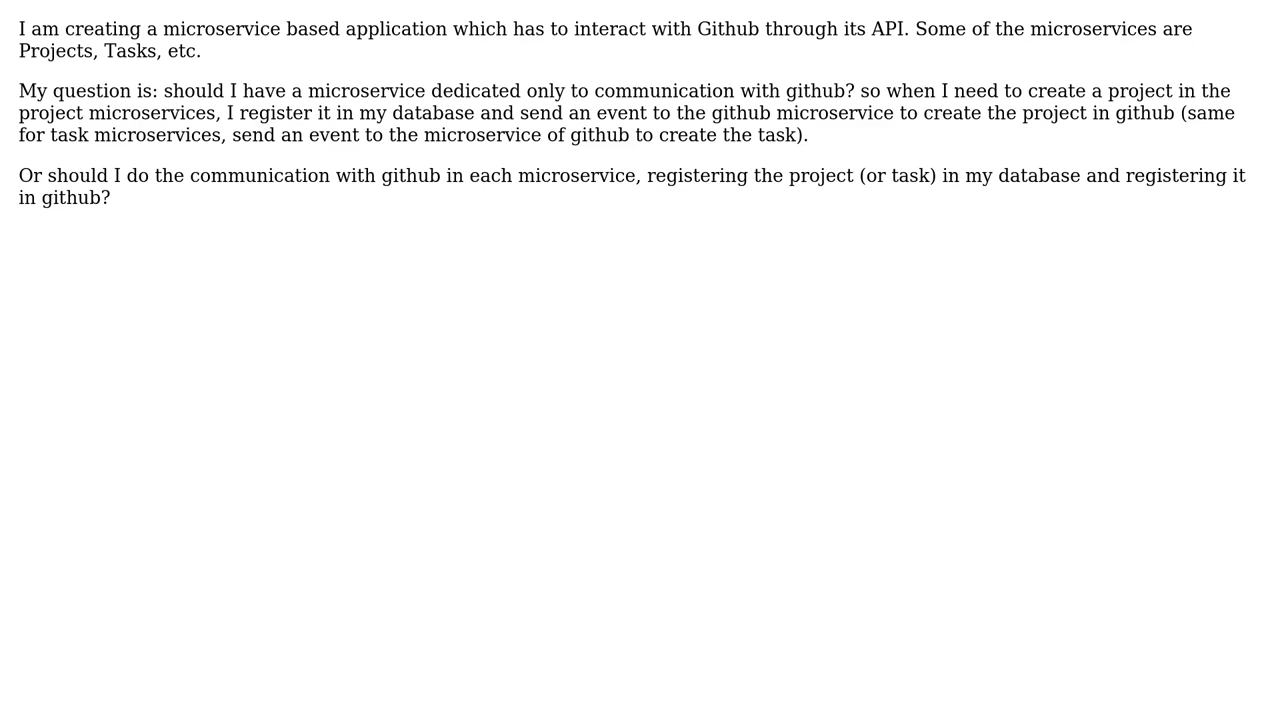 I am creating a microservice based application which has to interact with Github through its API. Some of the microservices are
Projects, Tasks, etc.
My question is: should I have a microservice dedicated only to communication with github? so when I need to create a project in the
project microservices, I register it in my database and send an event to the github microservice to create the project in github (same
for task microservices, send an event to the microservice of github to create the task).
Or should I do the communication with github in each microservice, registering the project (or task) in my database and registering it
in github?